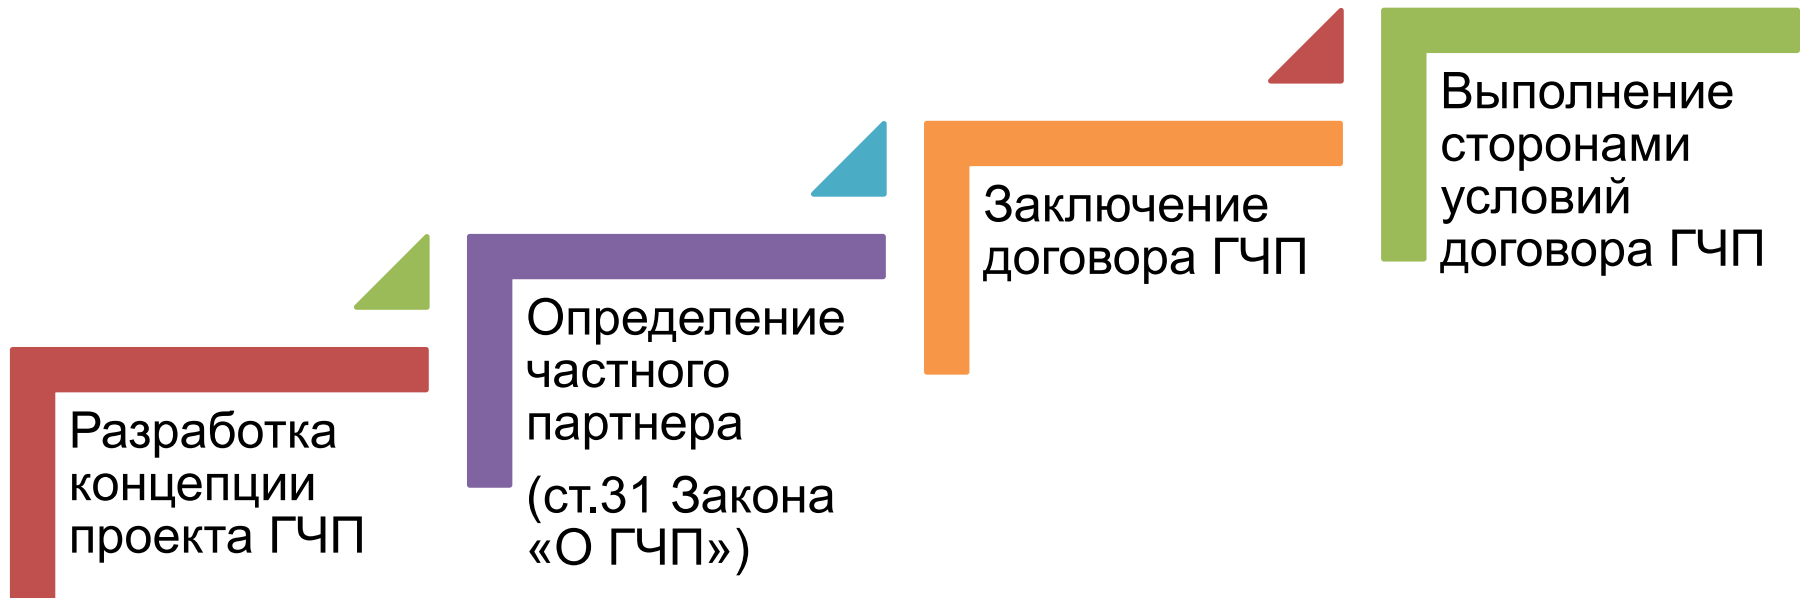 Разработка
концепции
проекта ГЧП
Определение
частного
партнера
(ст.31 Закона
«О ГЧП»)
Заключение
договора ГЧП
Выполнение
сторонами
условий
договора ГЧП